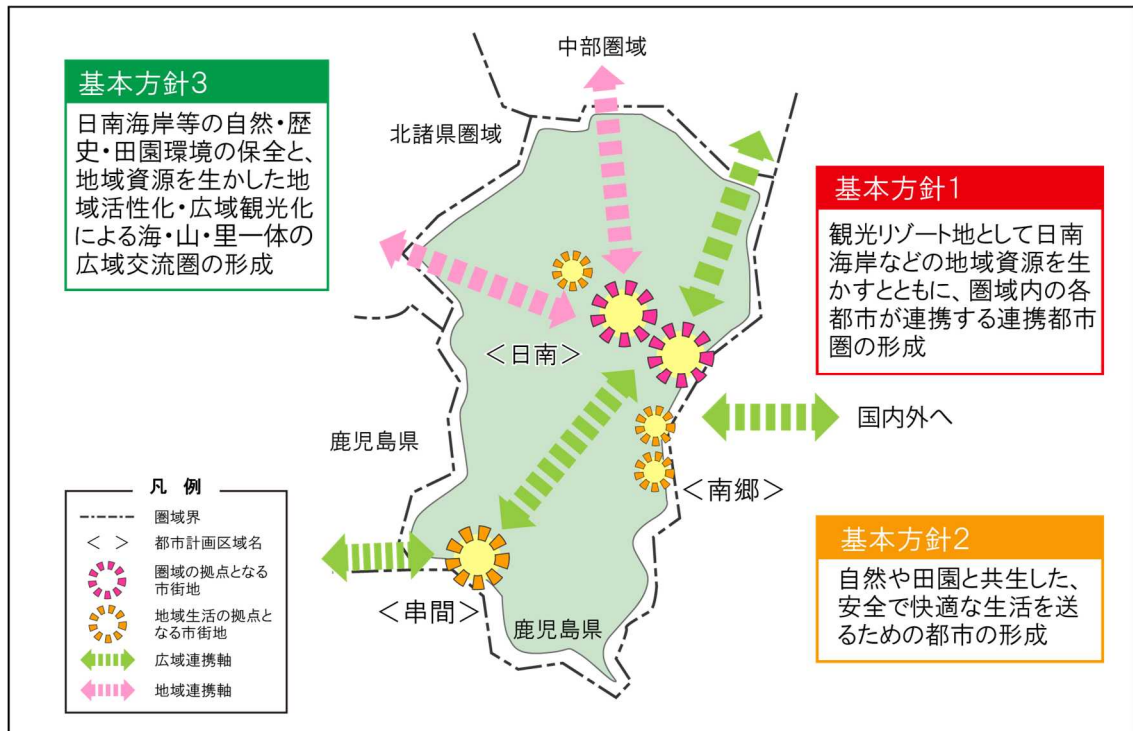 中部圏域
基本方針3
日南海岸等の自然・歴
史・田園環境の保全と、
地域資源を生かした地
域活性化・広域観光化
による海・山・里一体の
広域交流圏の形成
北諸県圏域
基本方針1
観光リゾート地として日南
海岸などの地域資源を生
かすとともに、圏域内の各
都市が連携する連携都市
圏の形成
＜日南＞
国内外へ
鹿児島県
＜南郷＞
凡 例
圏域界
＜ ＞ 都市計画区域名
圏域の拠点となる
市街地
地域生活の拠点と
なる市街地
広域連携軸
地域連携軸
＜串間＞
鹿児島県
基本方針2
自然や田園と共生した、
安全で快適な生活を送
るための都市の形成